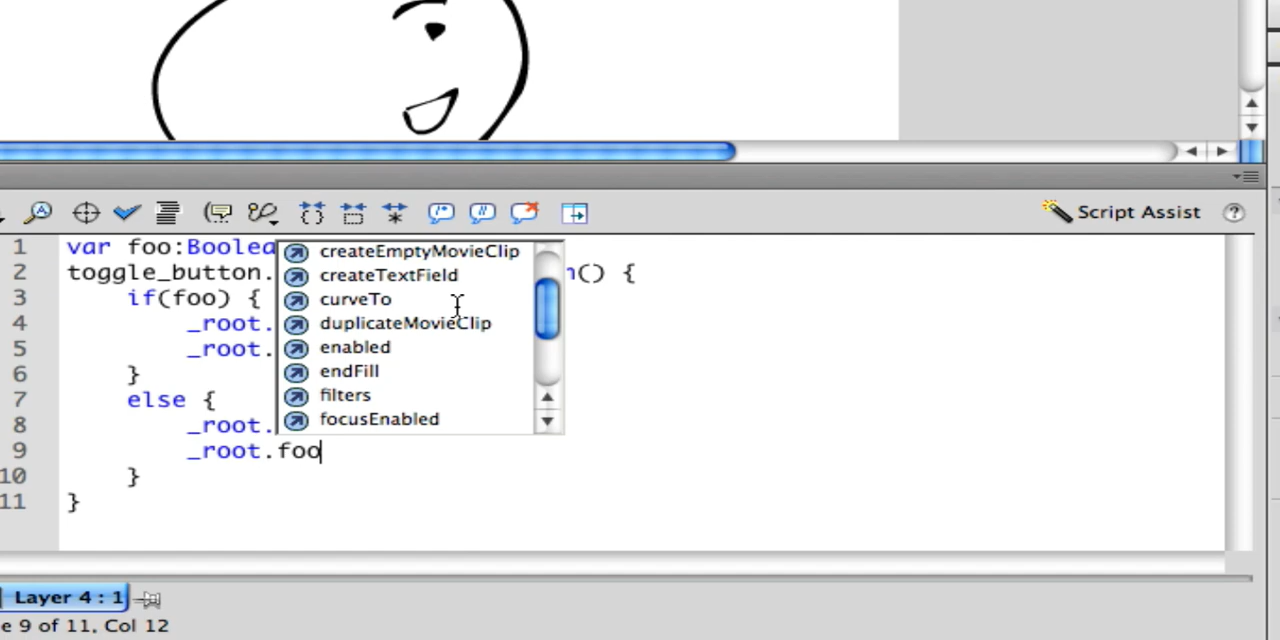 Script Assist
1 var foo:Boolea
2 toggle_button. n() {
3 if(foo) {
4 _root.
5 _root.
6 }
7 else {
8 _root.
9 _root.foo
10 }
11 }
createEmptyMovieClip
createTextField
curveTo
duplicateMovieClip
enabled
endFill
filters
focusEnabled
Layer 4 : 1
e 9 of 11, Col 12